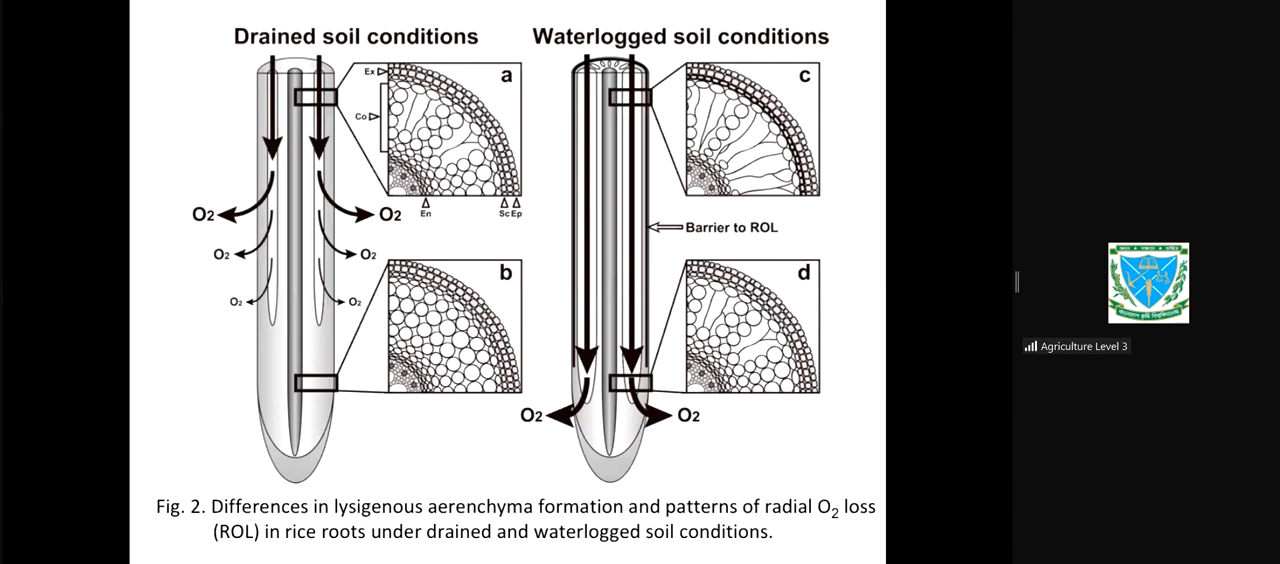 Drained soil conditions
Waterlogged soil conditions
a
Ex
Co
En
Sc Ep
O2
O2
O2
O2
O2
O2
b
c
Barrier to ROL
d
O2
O2
Fig. 2. Differences in lysigenous aerenchyma formation and patterns of radial O2 loss
(ROL) in rice roots under drained and waterlogged soil conditions.
Agriculture Level 3